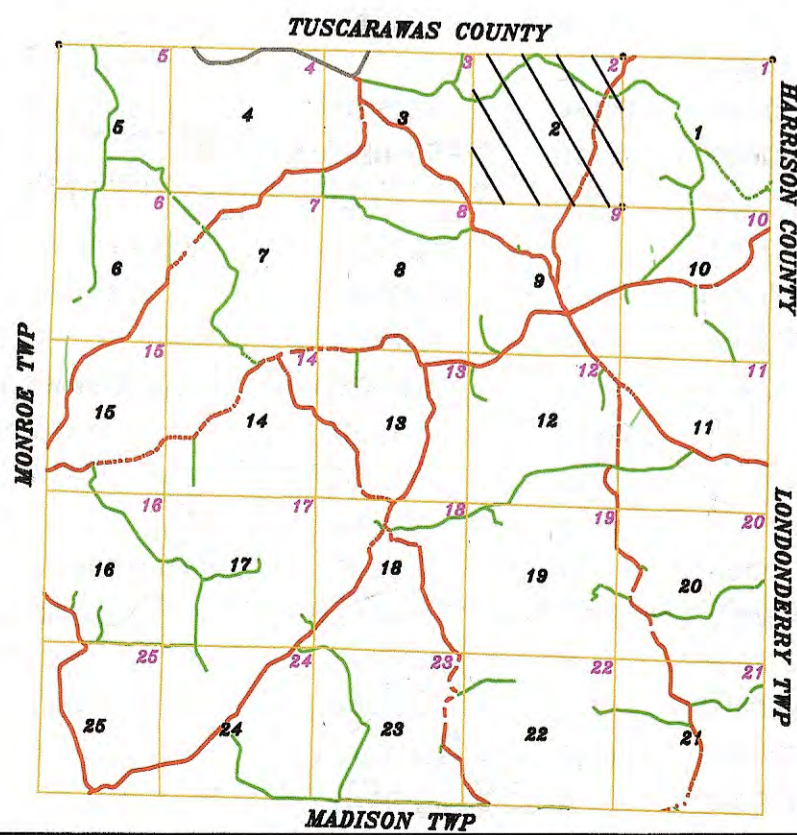 TUSCARAWAS COUNTY
5 4 3 2 1
5 4 3 2 1
HARRISON COUNTY
6 7 8 9 10
6 7 8 9 10
MONROE TWP
15 14 13 12 11
15 14 13 12 11
LONDONDERRY TWP
16 17 18 19 20
16 17 18 19 20
25 24 23 22 21
25 24 23 22 21
MADISON TWP